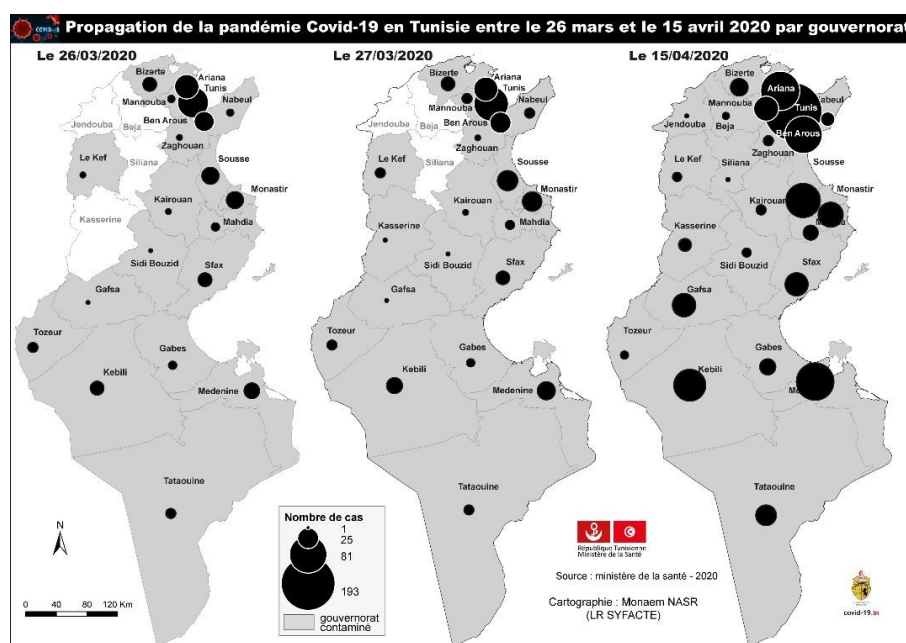 COVID-19
Propagation de la pandémie Covid-19 en Tunisie entre le 26 mars et le 15 avril 2020 par gouvernorat
Le 26/03/2020
Bizerte
Ariana
Tunis
Mannouba
Nabeul
Jendouba
Beja
Ben Arous
Zaghouan
Le Kef
Siliana
Sousse
Monastir
Kairouan
Kasserine
Mahdia
Sidi Bouzid
Sfax
Gafsa
Tozeur
Gabes
Kebili
Medenine
Tataouine
Le 27/03/2020
Bizerte
Ariana
Tunis
Mannouba
Nabeul
Jendouba
Beja
Ben Arous
Zaghouan
Le Kef
Siliana
Sousse
Monastir
Kairouan
Kasserine
Mahdia
Sidi Bouzid
Sfax
Gafsa
Tozeur
Gabes
Kebili
Medenine
Tataouine
Le 15/04/2020
Bizerte
Ariana
Mannouba
Tunis
abeul
Jendouba
Beja
Ben Arous
Zaghouan
Le Kef
Siliana
Sousse
Monastir
Kairouan
Kasserine
Sidi Bouzid
Sfax
Gafsa
Tozeur
Gabes
Kebili
Me
Tataouine
N
0 40 80 120 Km
Nombre de cas
1
25
81
193
gouvernorat
contaminé
République Tunisienne
Ministère de la Santé
Source : ministère de la santé - 2020
Cartographie : Monaem NASR
(LR SYFACTE)
covid-19.tn